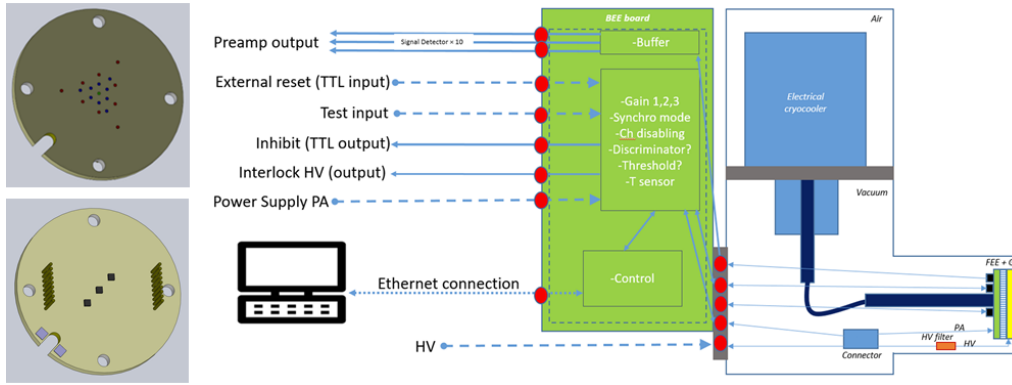 BEE board
Air
Preamp output
Signal Detector × 10
-Buffer
External reset (TTL input)
Test input
Inhibit (TTL output)
Interlock HV (output)
Power Supply PA
-Gain 1,2,3
-Synchro mode
-Ch disabling
-Discriminator?
-Threshold?
-T sensor
Electrical
cryocooler
Vacuum
Ethernet connection
-Control
HV
FEE + C
PA
HV filter
HV
Connector